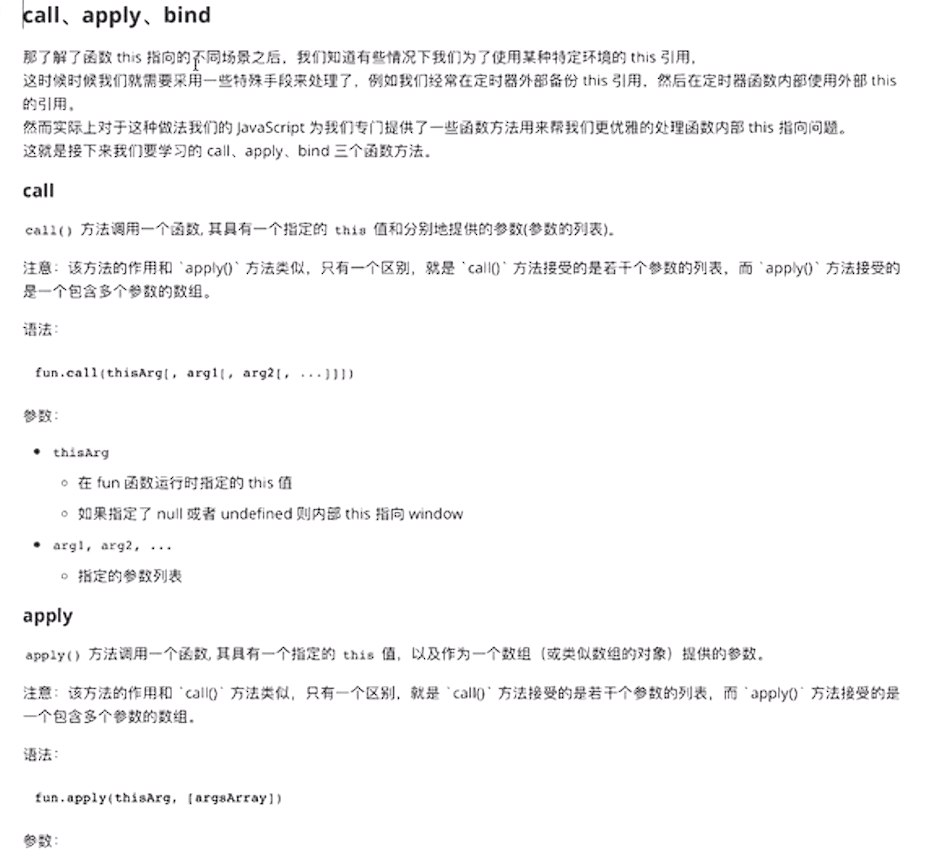 call、apply、bind
那了解了函数 this 指向的不同场景之后，我们知道有些情况下我们为了使用某种特定环境的 this 引用，
这时候时候我们就需要采用一些特殊手段来处理了，例如我们经常在定时器外部备份 this 引用，然后在定时器函数内部使用外部 this
的引用。
然而实际上对于这种做法我们的 JavaScript 为我们专门提供了一些函数方法用来帮我们更优雅的处理函数内部 this 指向问题。
这就是接下来我们要学习的 call、apply、bind 三个函数方法。
call
call() 方法调用一个函数, 其具有一个指定的 this 值和分别地提供的参数(参数的列表)。
注意：该方法的作用和 `apply()` 方法类似，只有一个区别，就是 `call()` 方法接受的是若干个参数的列表，而 `apply()` 方法接受的
是一个包含多个参数的数组。
语法：
fun.call(thisArg[, arg1[, arg2[, ...]]])
参数：
• thisArg
○ 在 fun 函数运行时指定的 this 值
○ 如果指定了 null 或者 undefined 则内部 this 指向 window
• arg1, arg2, ...
○ 指定的参数列表
apply
apply() 方法调用一个函数, 其具有一个指定的 this 值，以及作为一个数组（或类似数组的对象）提供的参数。
注意：该方法的作用和 `call()` 方法类似，只有一个区别，就是 `call()` 方法接受的是若干个参数的列表，而 `apply()` 方法接受的是
一个包含多个参数的数组。
语法：
fun.apply(thisArg, [argsArray])
参数：